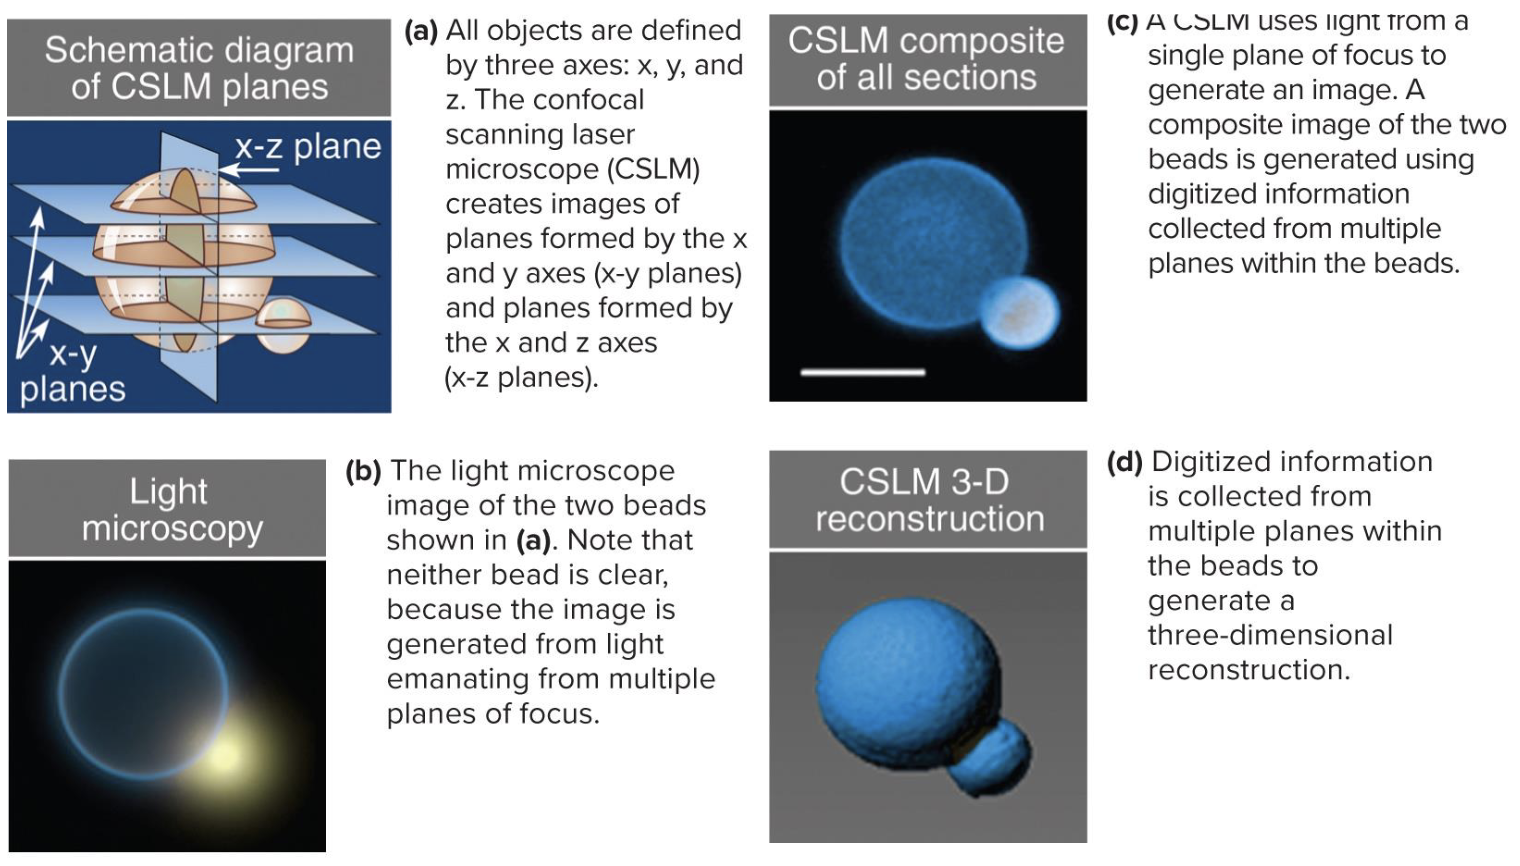 Schematic diagram
of CSLM planes
x-z plane
x-y
planes
(a) All objects are defined
by three axes: x, y, and
z. The confocal
scanning laser
microscope (CSLM)
creates images of
planes formed by the x
and y axes (x-y planes)
and planes formed by
the x and z axes
(x-z planes).
Light
microscopy
(b) The light microscope
image of the two beads
shown in (a). Note that
neither bead is clear,
because the image is
generated from light
emanating from multiple
planes of focus.
CSLM composite
of all sections
(c) A CSLM uses light from a
single plane of focus to
generate an image. A
composite image of the two
beads is generated using
digitized information
collected from multiple
planes within the beads.
CSLM 3-D
reconstruction
(d) Digitized information
is collected from
multiple planes within
the beads to
generate a
three-dimensional
reconstruction.